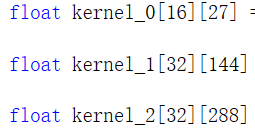 float kernel_0[16][27] =
float kernel_1[32][144]
float kernel_2[32][288]